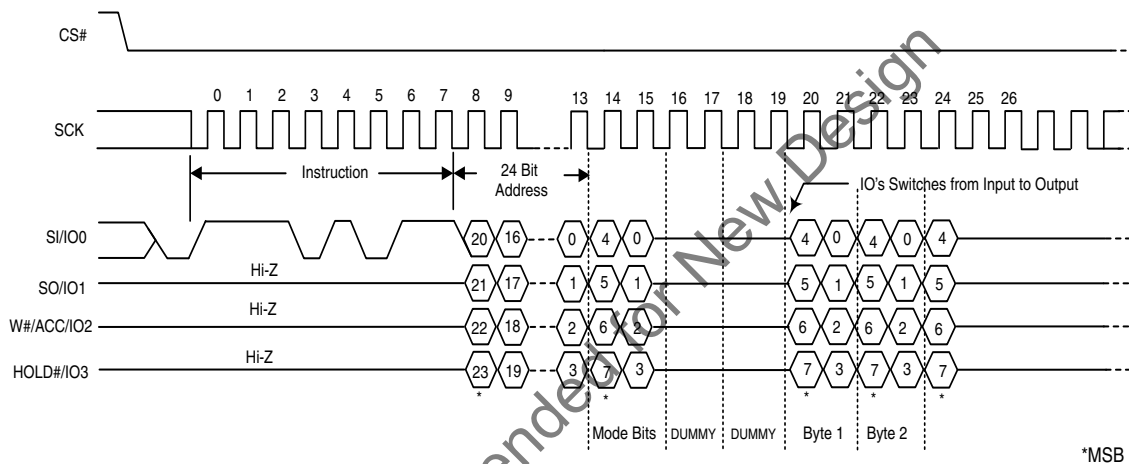 CS#
0 1 2 3 4 5 6 7 8 9 13 14 15 16 17 18 19 20 21 22 23 24 25 26
SCK
Instruction
24 Bit
Address
IO's Switches from Input to Output
SI/IO0 20 16 0 4 0 4 0 4 0 4
Hi-Z
SO/IO1 21 17 1 5 1 5 1 5 1 5
Hi-Z
W#/ACC/IO2 22 18 2 6 2 6 2 6 2 6
Hi-Z
HOLD#/IO3 23 19 3 7 3 7 3 7 3 7
* * * * *
Mode Bits DUMMY DUMMY Byte 1 Byte 2
*MSB
ended for New Design